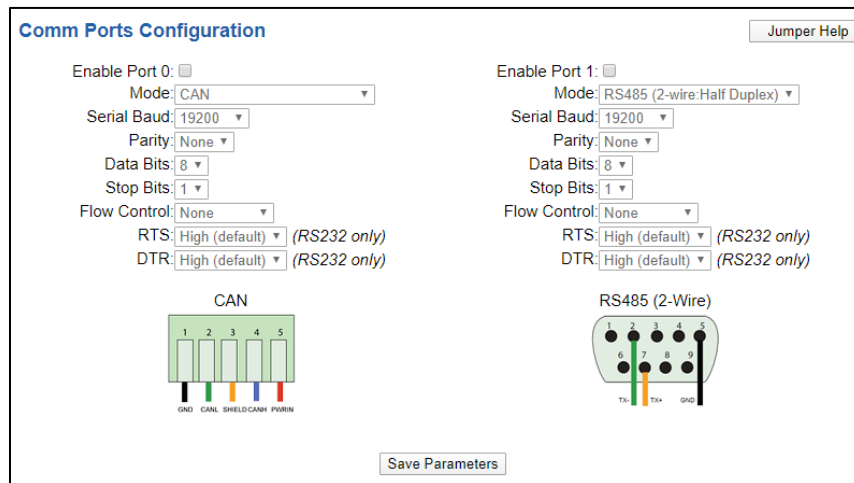 Comm Ports Configuration
Jumper Help
Enable Port 0:
Mode: CAN
Serial Baud: 19200
Parity: None
Data Bits: 8
Stop Bits: 1
Flow Control: None
RTS: High (default) (RS232 only)
DTR: High (default) (RS232 only)
CAN
1 2 3 4 5
GND CANL SHIELD CANH PWRIN
Enable Port 1:
Mode: RS485 (2-wire:Half Duplex)
Serial Baud: 19200
Parity: None
Data Bits: 8
Stop Bits: 1
Flow Control: None
RTS: High (default) (RS232 only)
DTR: High (default) (RS232 only)
RS485 (2-Wire)
1 2 3 4 5
6 7 8 9
TX- TX+ GND
Save Parameters